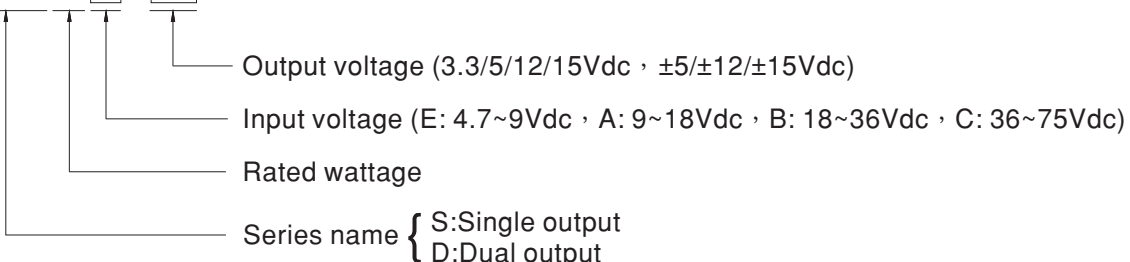 Output voltage (3.3/5/12/15Vdc，±5/±12/±15Vdc)
Input voltage (E: 4.7~9Vdc，A: 9~18Vdc，B: 18~36Vdc，C: 36~75Vdc)
Rated wattage
Series name { S:Single output
D:Dual output